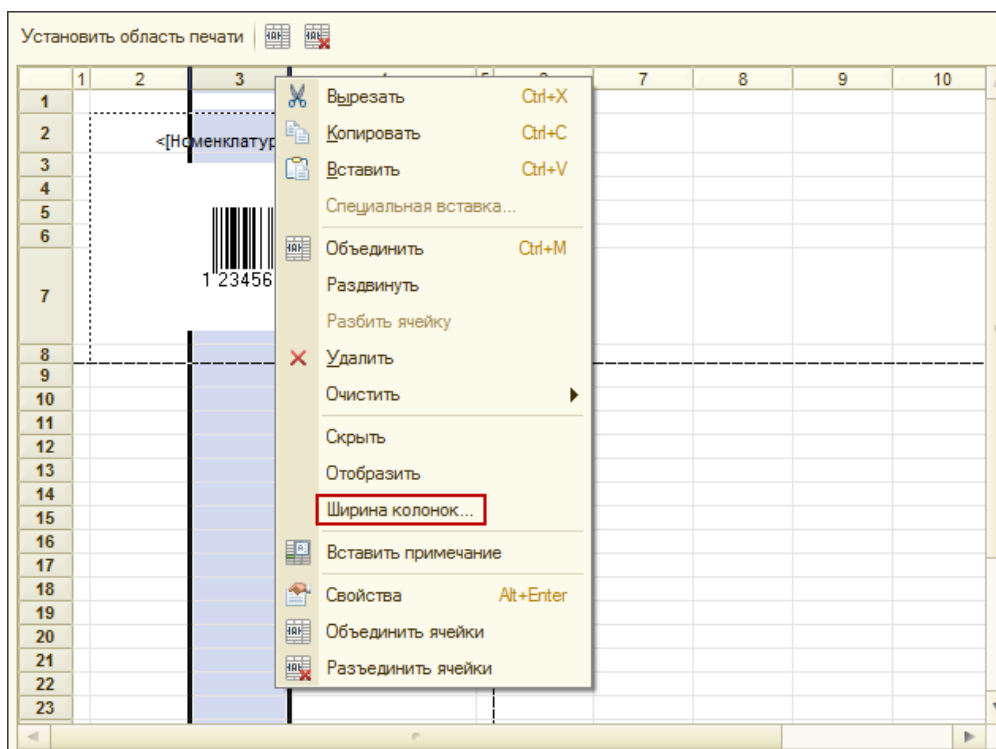 Установить область печати
1 2 3 7 8 9 10
1
2 <[Номенклатур
3
4
5
6
1 23456
7
8
9
10
11
12
13
14
15
16
17
18
19
20
21
22
23
Вырезать Ctrl+X
Копировать Ctrl+C
Вставить Ctrl+V
Специальная вставка...
Объединить Ctrl+M
Раздвинуть
Разбить ячейку
Удалить
Очистить
Скрыть
Отобразить
Ширина колонок...
Вставить примечание
Свойства Alt+Enter
Объединить ячейки
Разъединить ячейки